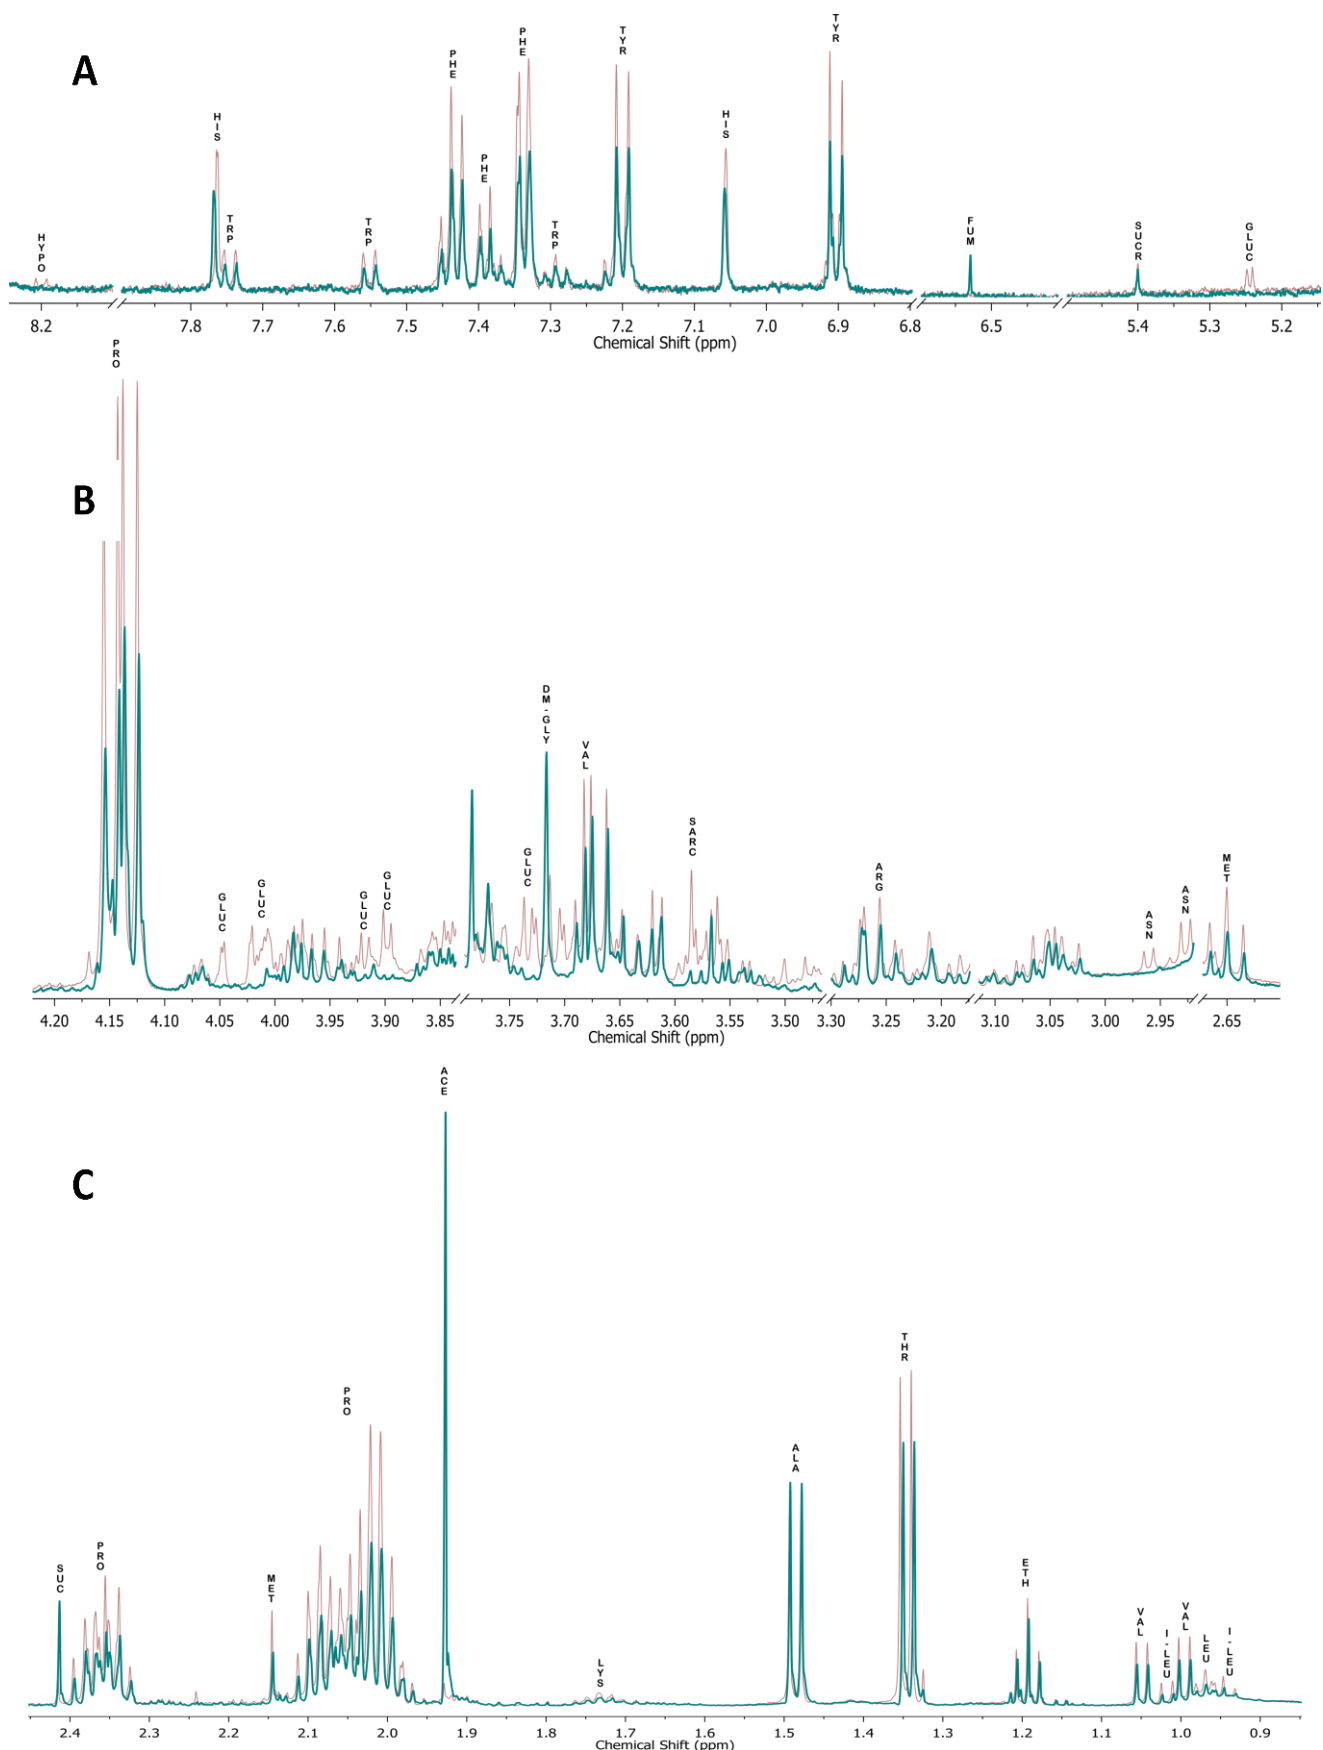 A
HYPO
HIS
TRP
TRP
PHE
PHE
PHE
TRP
TYR
HIS
TYR
FUM
SUCR
GLUC
8.2 7.8 7.7 7.6 7.5 7.4 7.3 7.2 7.1 7.0 6.9 6.8 6.5 5.4 5.3 5.2
Chemical Shift (ppm)
B
PRO
GLUC
GLUC
GLUC
GLUC
GLUC
DM-GLY
VAL
SARC
ARG
ASN
ASN
MET
4.20 4.15 4.10 4.05 4.00 3.95 3.90 3.85 3.75 3.70 3.65 3.60 3.55 3.50 3.30 3.25 3.20 3.10 3.05 3.00 2.95 2.65
Chemical Shift (ppm)
C
SUC
PRO
MET
PRO
ACE
LYS
ALA
THR
ETH
VAL
I-LEU
VAL
LEU
I-LEU
2.4 2.3 2.2 2.1 2.0 1.9 1.8 1.7 1.6 1.5 1.4 1.3 1.2 1.1 1.0 0.9
Chemical Shift (ppm)